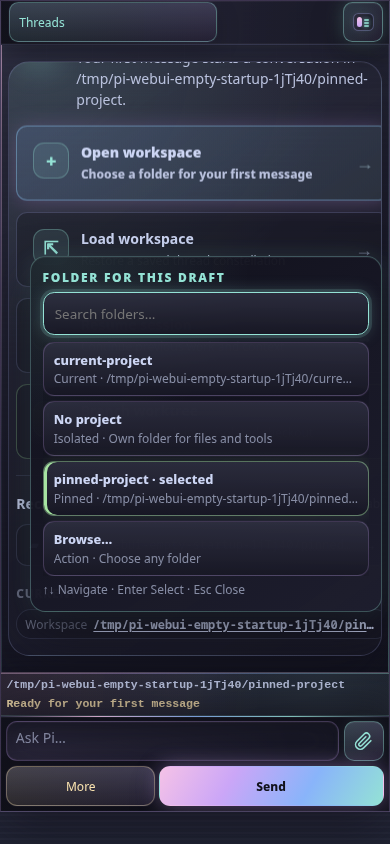 Threads
Your first message starts a conversation in
/tmp/pi-webui-empty-startup-1jTj40/pinned-
project.
Open workspace
Choose a folder for your first message
Load workspace
FOLDER FOR THIS DRAFT
Search folders…
current-project
Current · /tmp/pi-webui-empty-startup-1jTj40/curre…
No project
Isolated · Own folder for files and tools
pinned-project · selected
Pinned · /tmp/pi-webui-empty-startup-1jTj40/pinned…
Browse…
Action · Choose any folder
↑↓ Navigate · Enter Select · Esc Close
Workspace /tmp/pi-webui-empty-startup-1jTj40/pin…
/tmp/pi-webui-empty-startup-1jTj40/pinned-project
Ready for your first message
Ask Pi…
More
Send